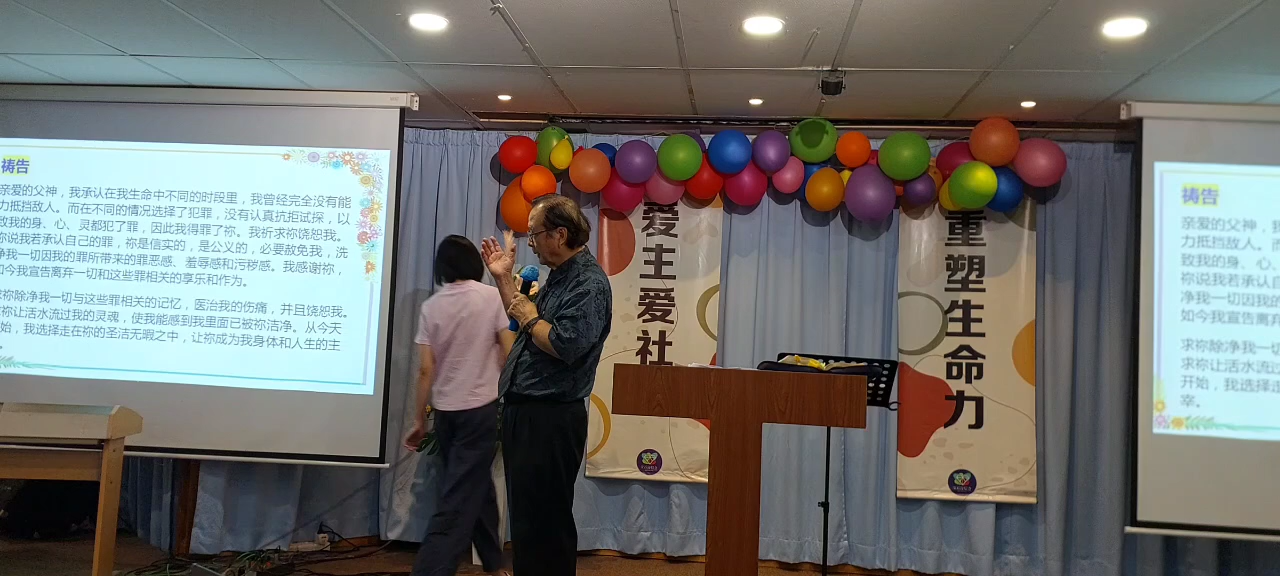 祷告
亲爱的父神，我承认在我生命中不同的时段里，我曾经完全没有能
力抵挡敌人。而在不同的情况选择了犯罪，没有认真抗拒试探，以
致我的身、心、灵都犯了罪，因此我得罪了祢。我祈求祢饶恕我。
你说我若承认自己的罪，祢是信实的，是公义的，必要赦免我，洗
净我一切因我的罪所带来的罪恶感、羞辱感和污秽感。我感谢祢，
如今我宣告离弃一切和这些罪相关的享乐和作为。
求祢除净我一切与这些罪相关的记忆，医治我的伤痛，并且饶恕我。
祢让活水流过我的灵魂，使我能感到我里面已被祢洁净。从今天
始，我选择走在祢的圣洁无瑕之中，让祢成为我身体和人生的主
。
爱主爱社
重塑生命力
祷告
亲爱的父神，我
力抵挡敌人。而
致我的身、心、
祢说我若承认自
净我一切因我的
如今我宣告离弃
求祢除净我一切
求祢让活水流过
开始，我选择走
宰。